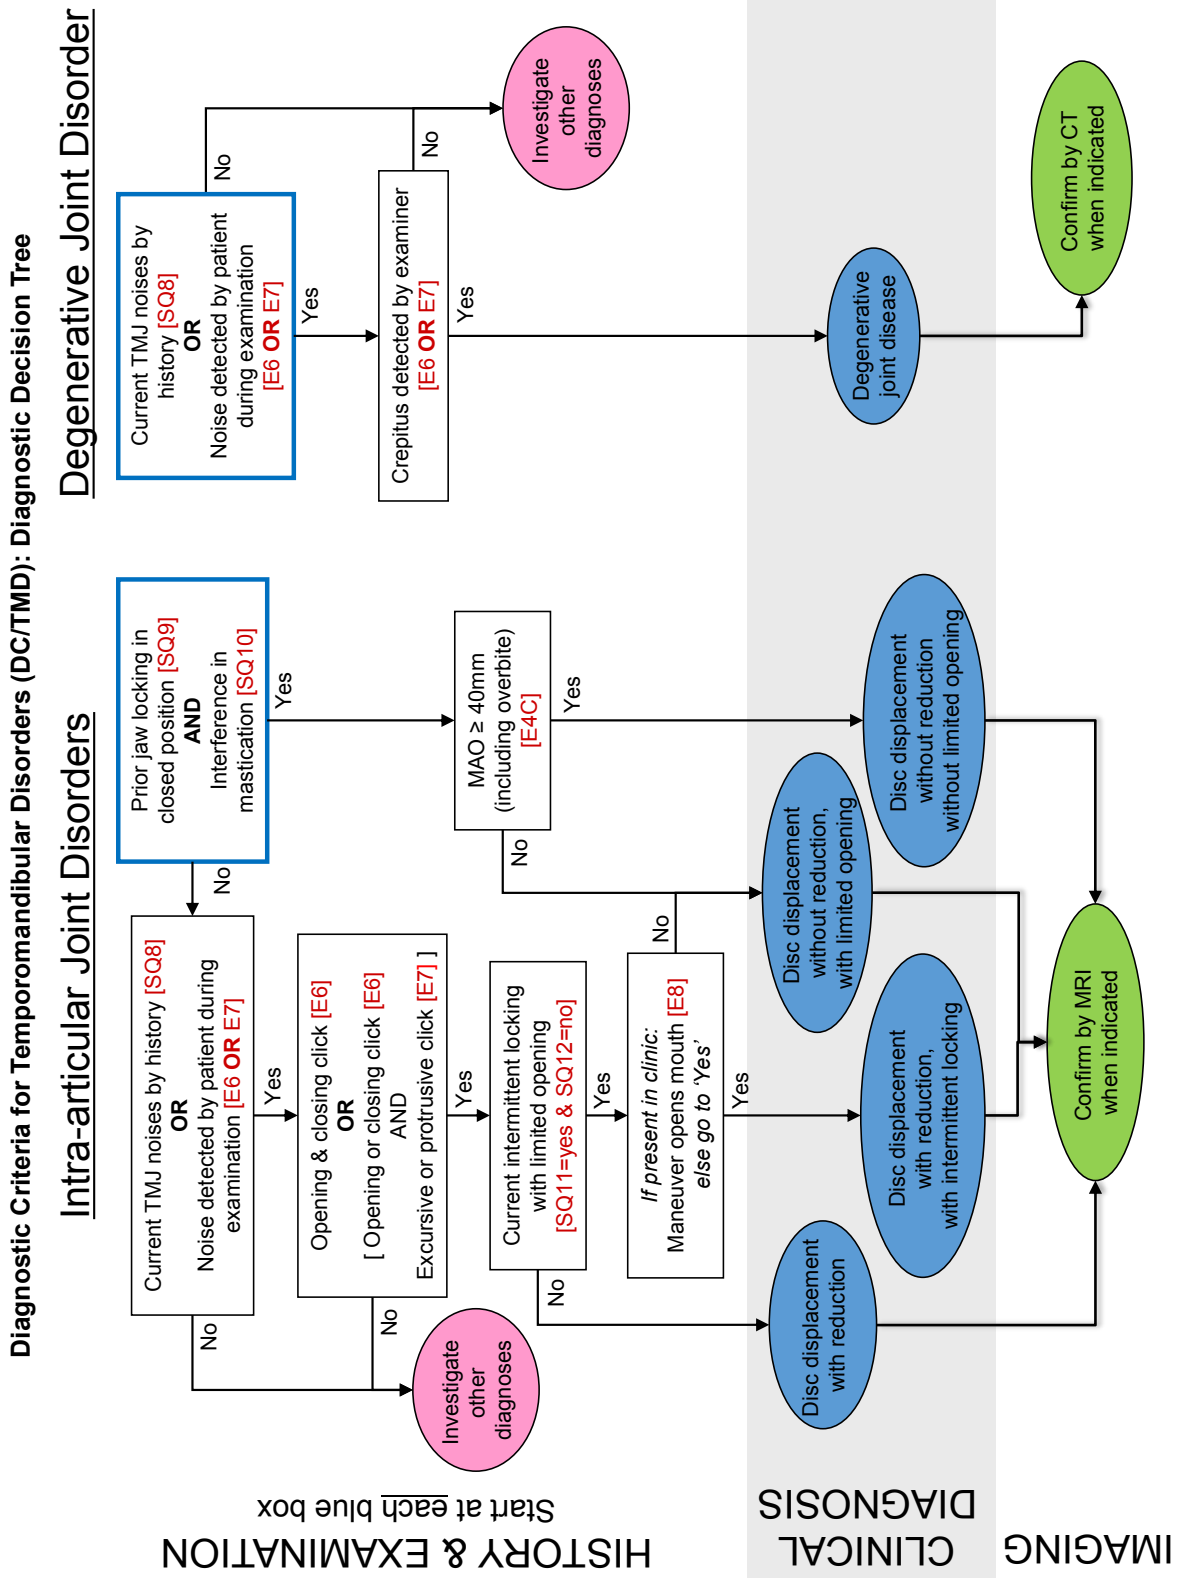 Diagnostic Criteria for Temporomandibular Disorders (DC/TMD): Diagnostic Decision Tree
Intra-articular Joint Disorders
Degenerative Joint Disorder
HISTORY & EXAMINATION
Start at each blue box
Prior jaw locking in
closed position [SQ9]
AND
Interference in
mastication [SQ10]
No
Yes
Current TMJ noises by history [SQ8]
OR
Noise detected by patient during
examination [E6 OR E7]
No
Yes
Opening & closing click [E6]
OR
[ Opening or closing click [E6]
AND
Excursive or protrusive click [E7] ]
No
Yes
Investigate
other
diagnoses
Current intermittent locking
with limited opening
[SQ11=yes & SQ12=no]
No
Yes
If present in clinic:
Maneuver opens mouth [E8]
else go to ‘Yes’
No
Yes
MAO ≥ 40mm
(including overbite)
[E4C]
No
Yes
Current TMJ noises by
history [SQ8]
OR
Noise detected by patient
during examination
[E6 OR E7]
No
Yes
Crepitus detected by examiner
[E6 OR E7]
No
Yes
Investigate
other
diagnoses
CLINICAL
DIAGNOSIS
Disc displacement
with reduction
Disc displacement
with reduction,
with intermittent locking
Disc displacement
without reduction,
with limited opening
Disc displacement
without reduction
without limited opening
Degenerative
joint disease
IMAGING
Confirm by MRI
when indicated
Confirm by CT
when indicated